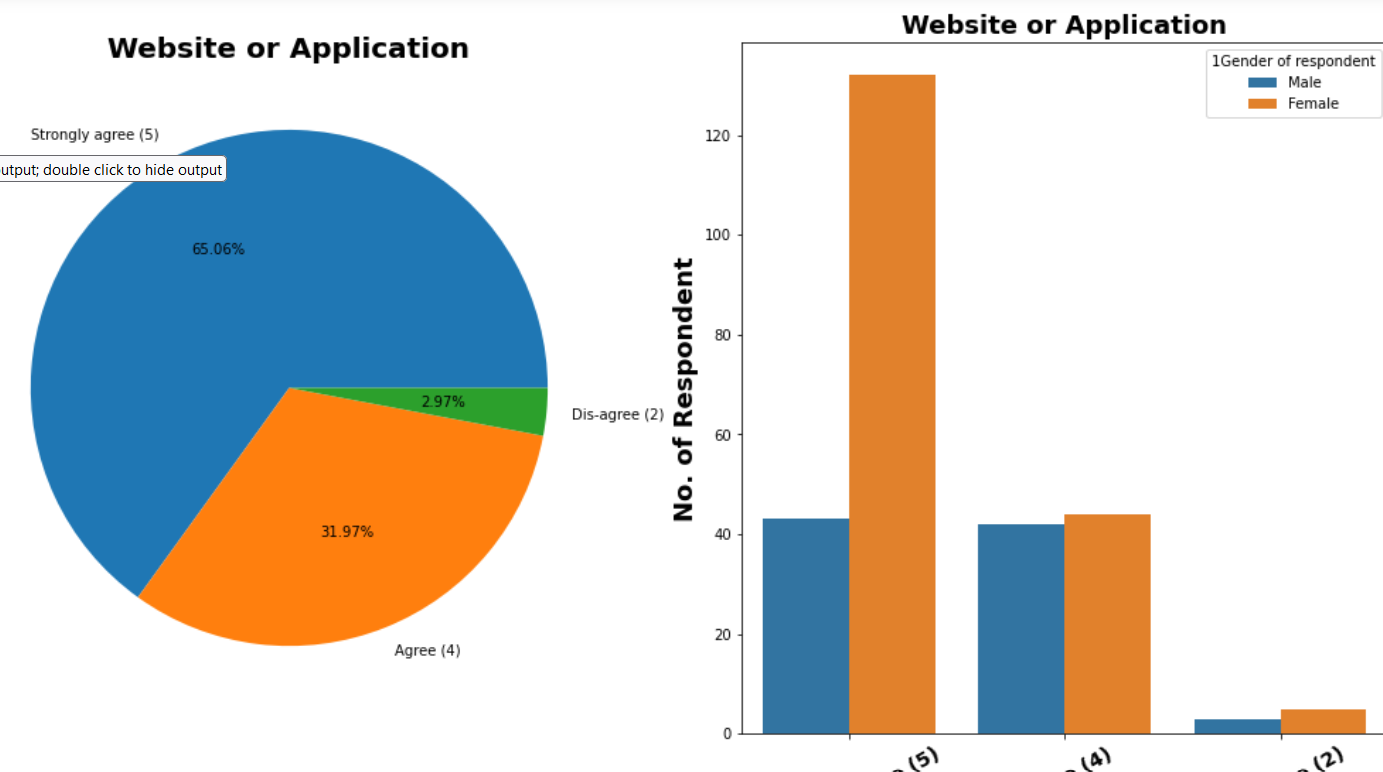 Website or Application
Strongly agree (5)
utput; double click to hide output
65.06%
2.97%
Dis-agree (2)
31.97%
Agree (4)
Website or Application
1Gender of respondent
Male
Female
No. of Respondent
120
100
80
60
40
20
0
(5)
(4)
(2)